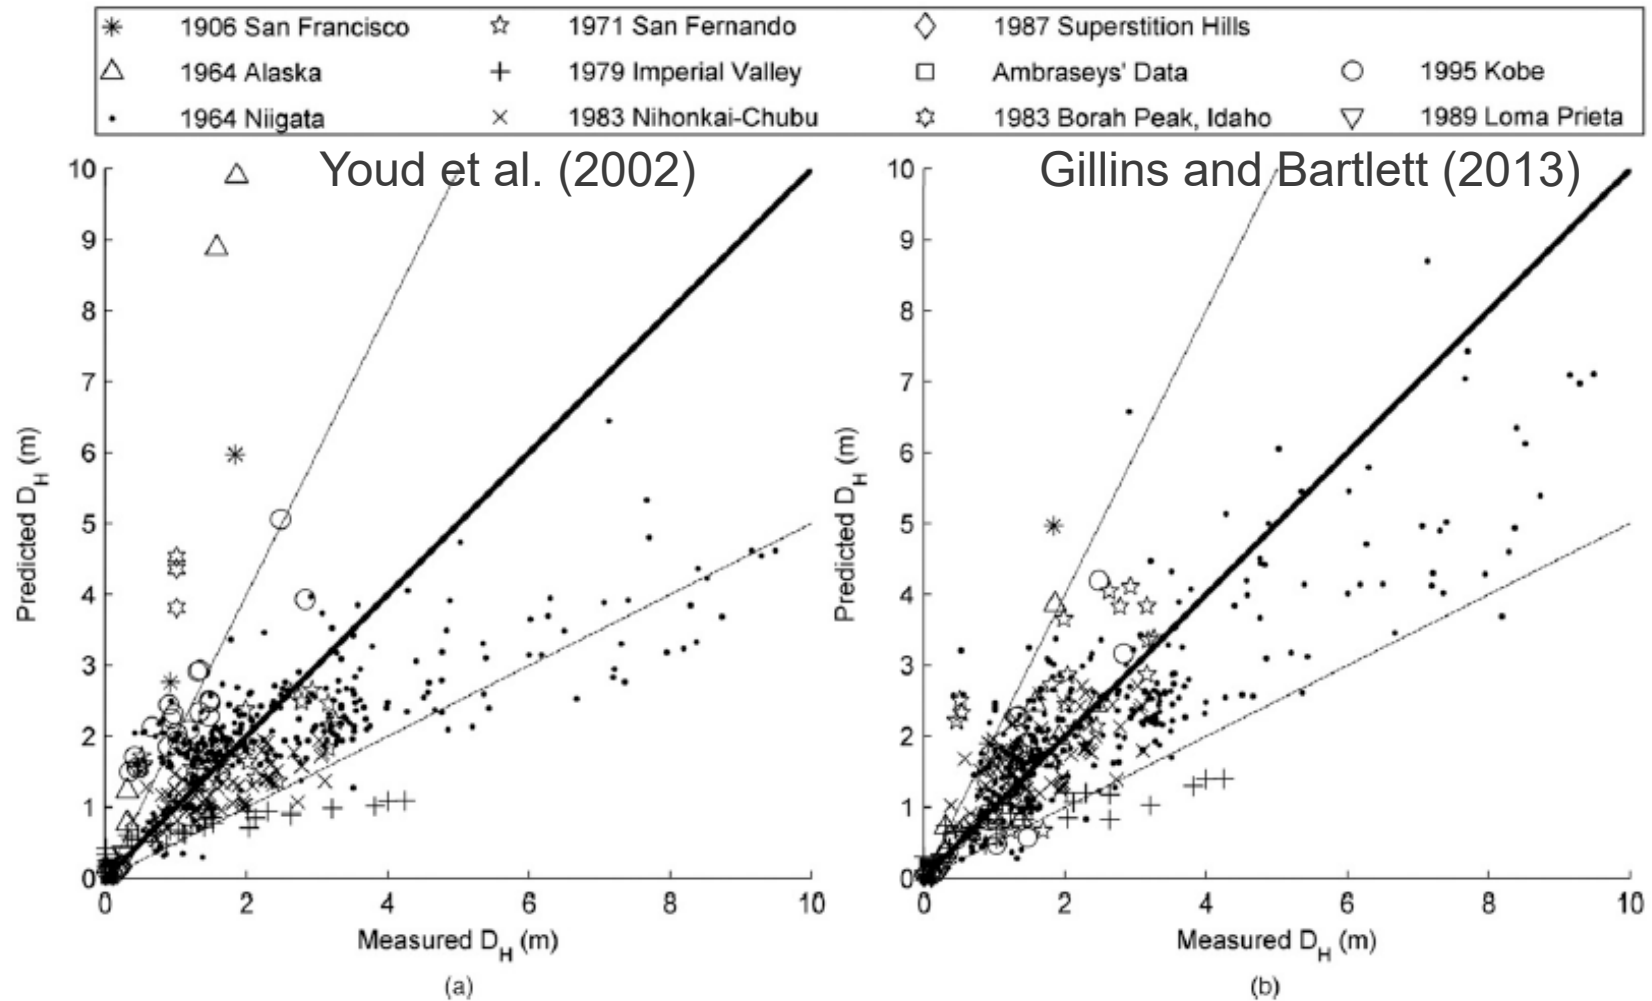 1906 San Francisco 1971 San Fernando 1987 Superstition Hills
1964 Alaska 1979 Imperial Valley Ambraseys' Data 1995 Kobe
1964 Niigata 1983 Nihonkai-Chubu 1983 Borah Peak, Idaho 1989 Loma Prieta
Youd et al. (2002)
10
9
8
7
6
5
4
3
2
1
0
Predicted D_H (m)
0 2 4 6 8 10
Measured D_H (m)
(a)
Gillins and Bartlett (2013)
10
9
8
7
6
5
4
3
2
1
0
Predicted D_H (m)
0 2 4 6 8 10
Measured D_H (m)
(b)